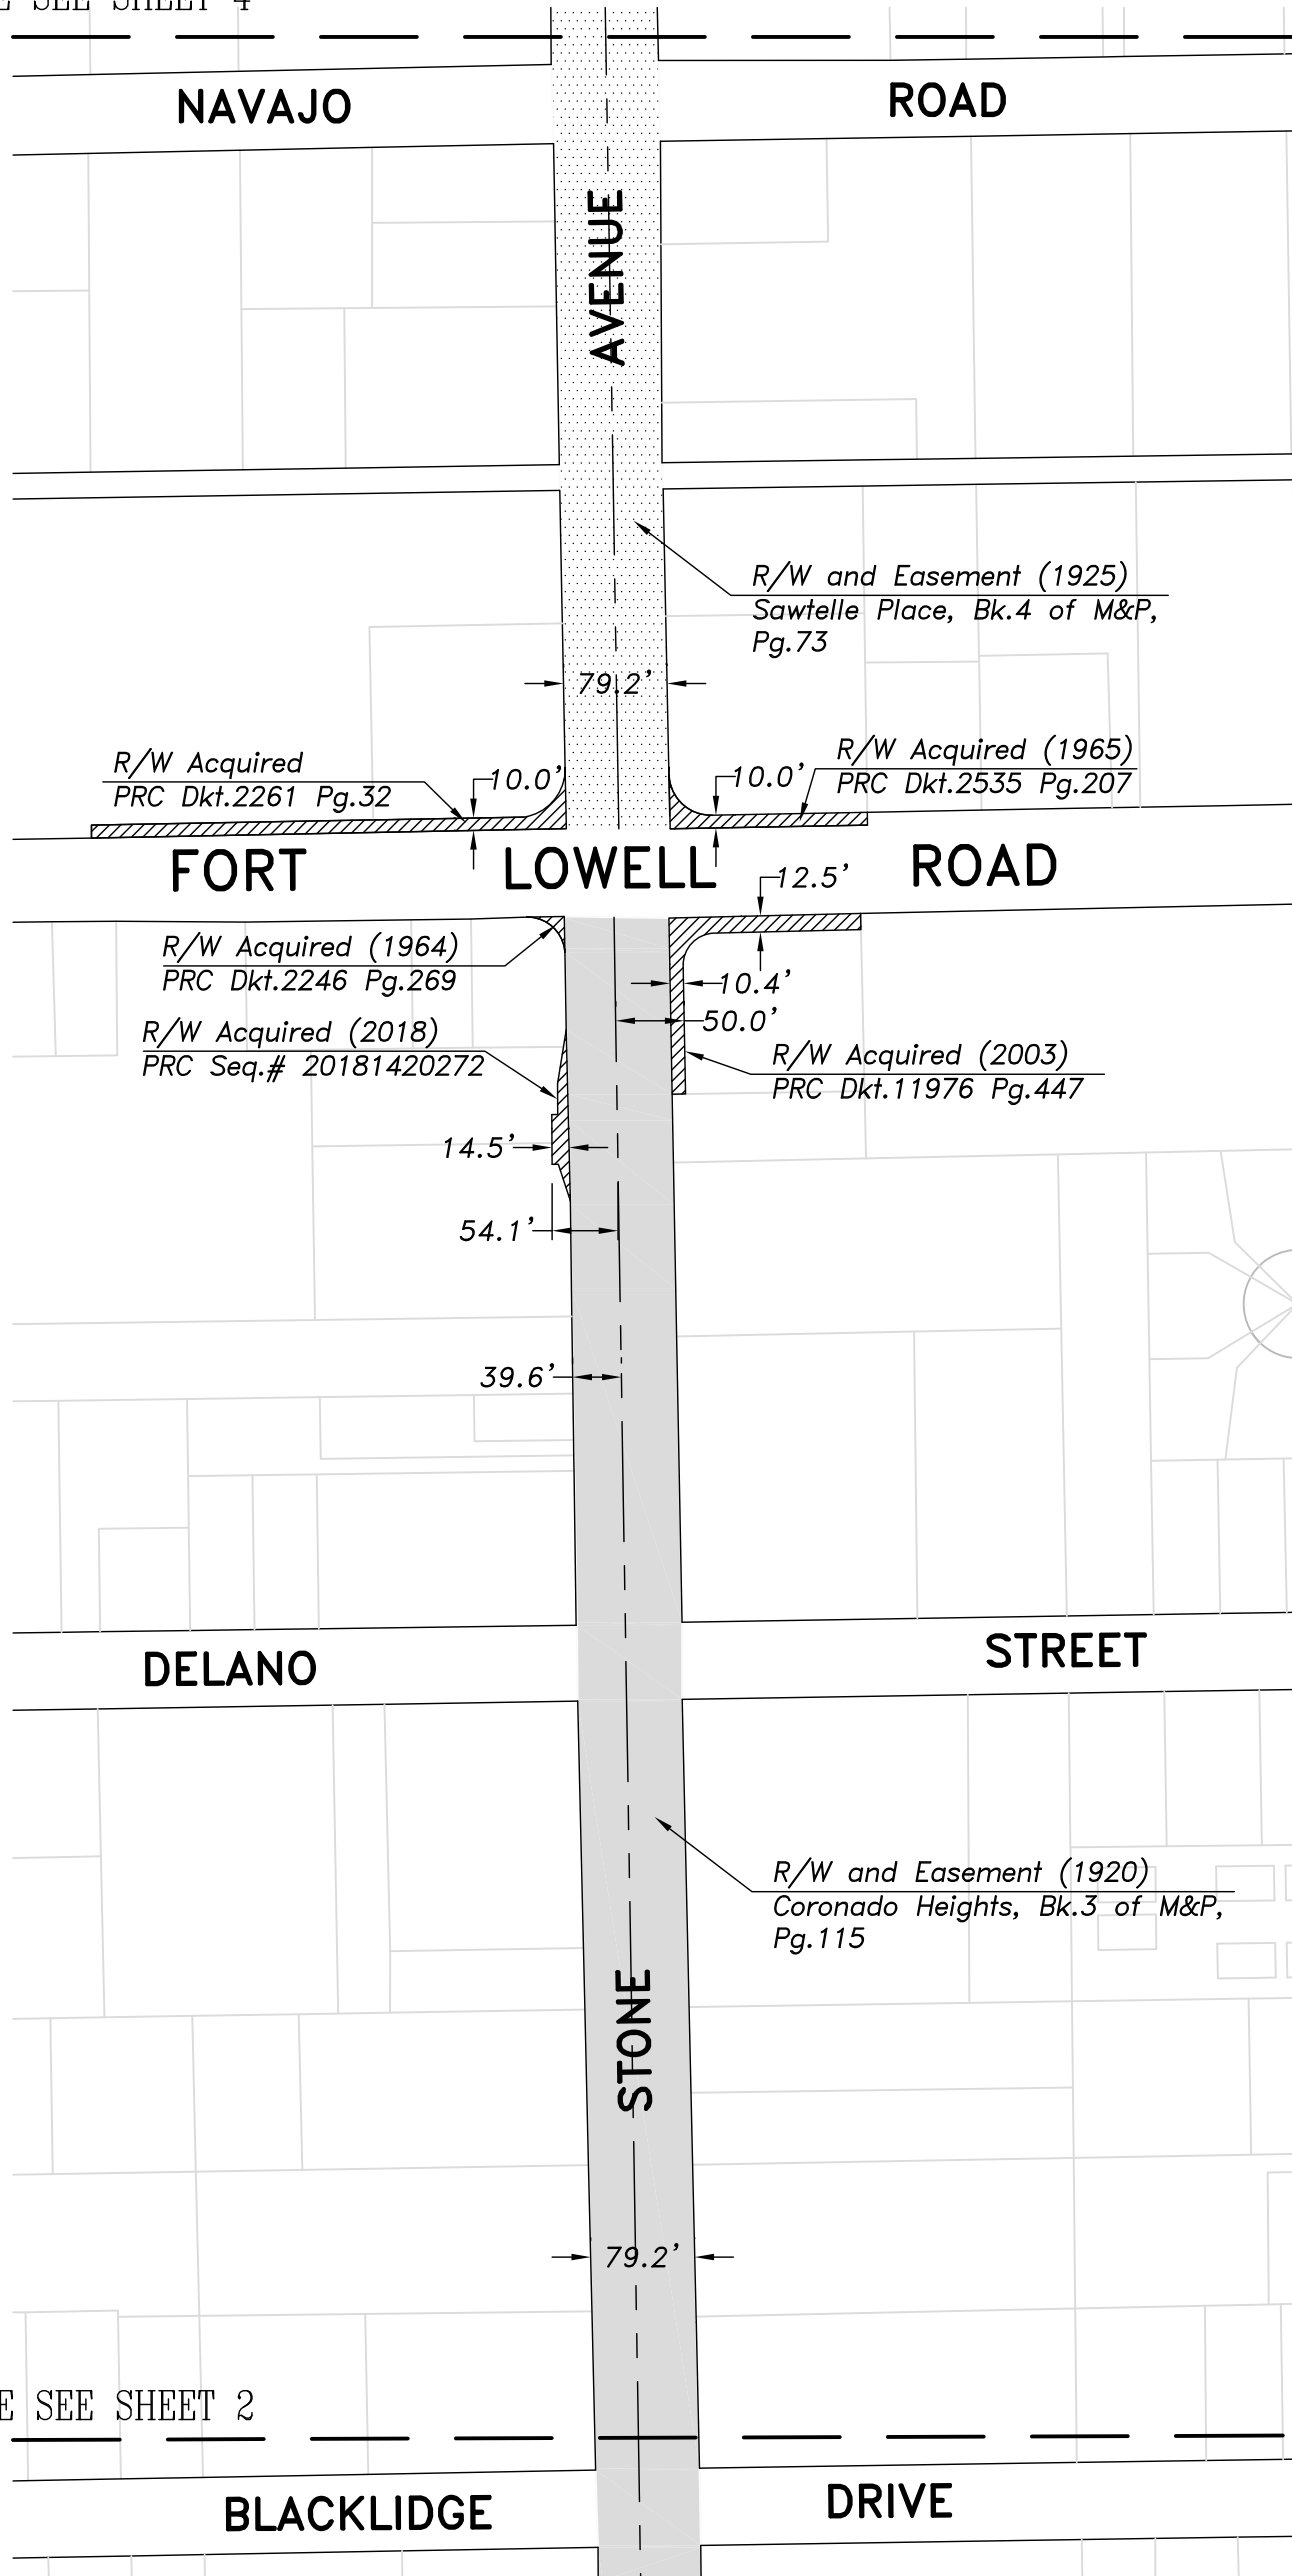 E SEE SHEET 4
NAVAJO
ROAD
AVENUE
R/W and Easement (1925)
Sawtelle Place, Bk.4 of M&P,
Pg.73
79.2'
R/W Acquired
PRC Dkt.2261 Pg.32
10.0'
10.0'
R/W Acquired (1965)
PRC Dkt.2535 Pg.207
FORT LOWELL ROAD
12.5'
R/W Acquired (1964)
PRC Dkt.2246 Pg.269
10.4'
50.0'
R/W Acquired (2018)
PRC Seq.# 20181420272
R/W Acquired (2003)
PRC Dkt.11976 Pg.447
14.5'
54.1'
39.6'
DELANO
STREET
R/W and Easement (1920)
Coronado Heights, Bk.3 of M&P,
Pg.115
STONE
79.2'
E SEE SHEET 2
BLACKLIDGE
DRIVE